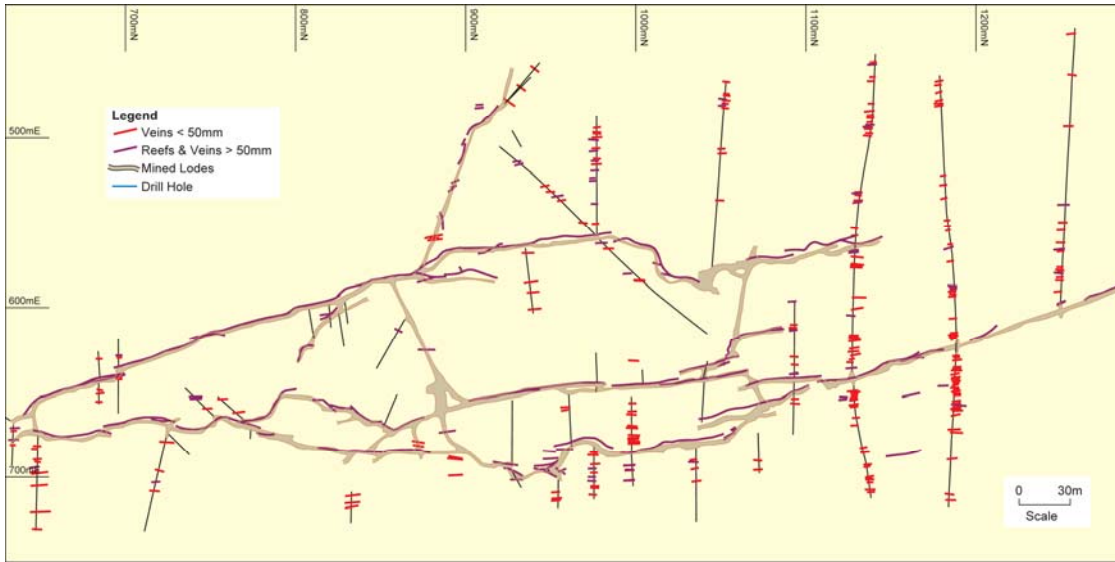 700mN
800mN
900mN
1000mN
1100mN
1200mN
500mE
600mE
700mE
Legend
Veins < 50mm
Reefs & Veins > 50mm
Mined Lodes
Drill Hole
0 30m
Scale